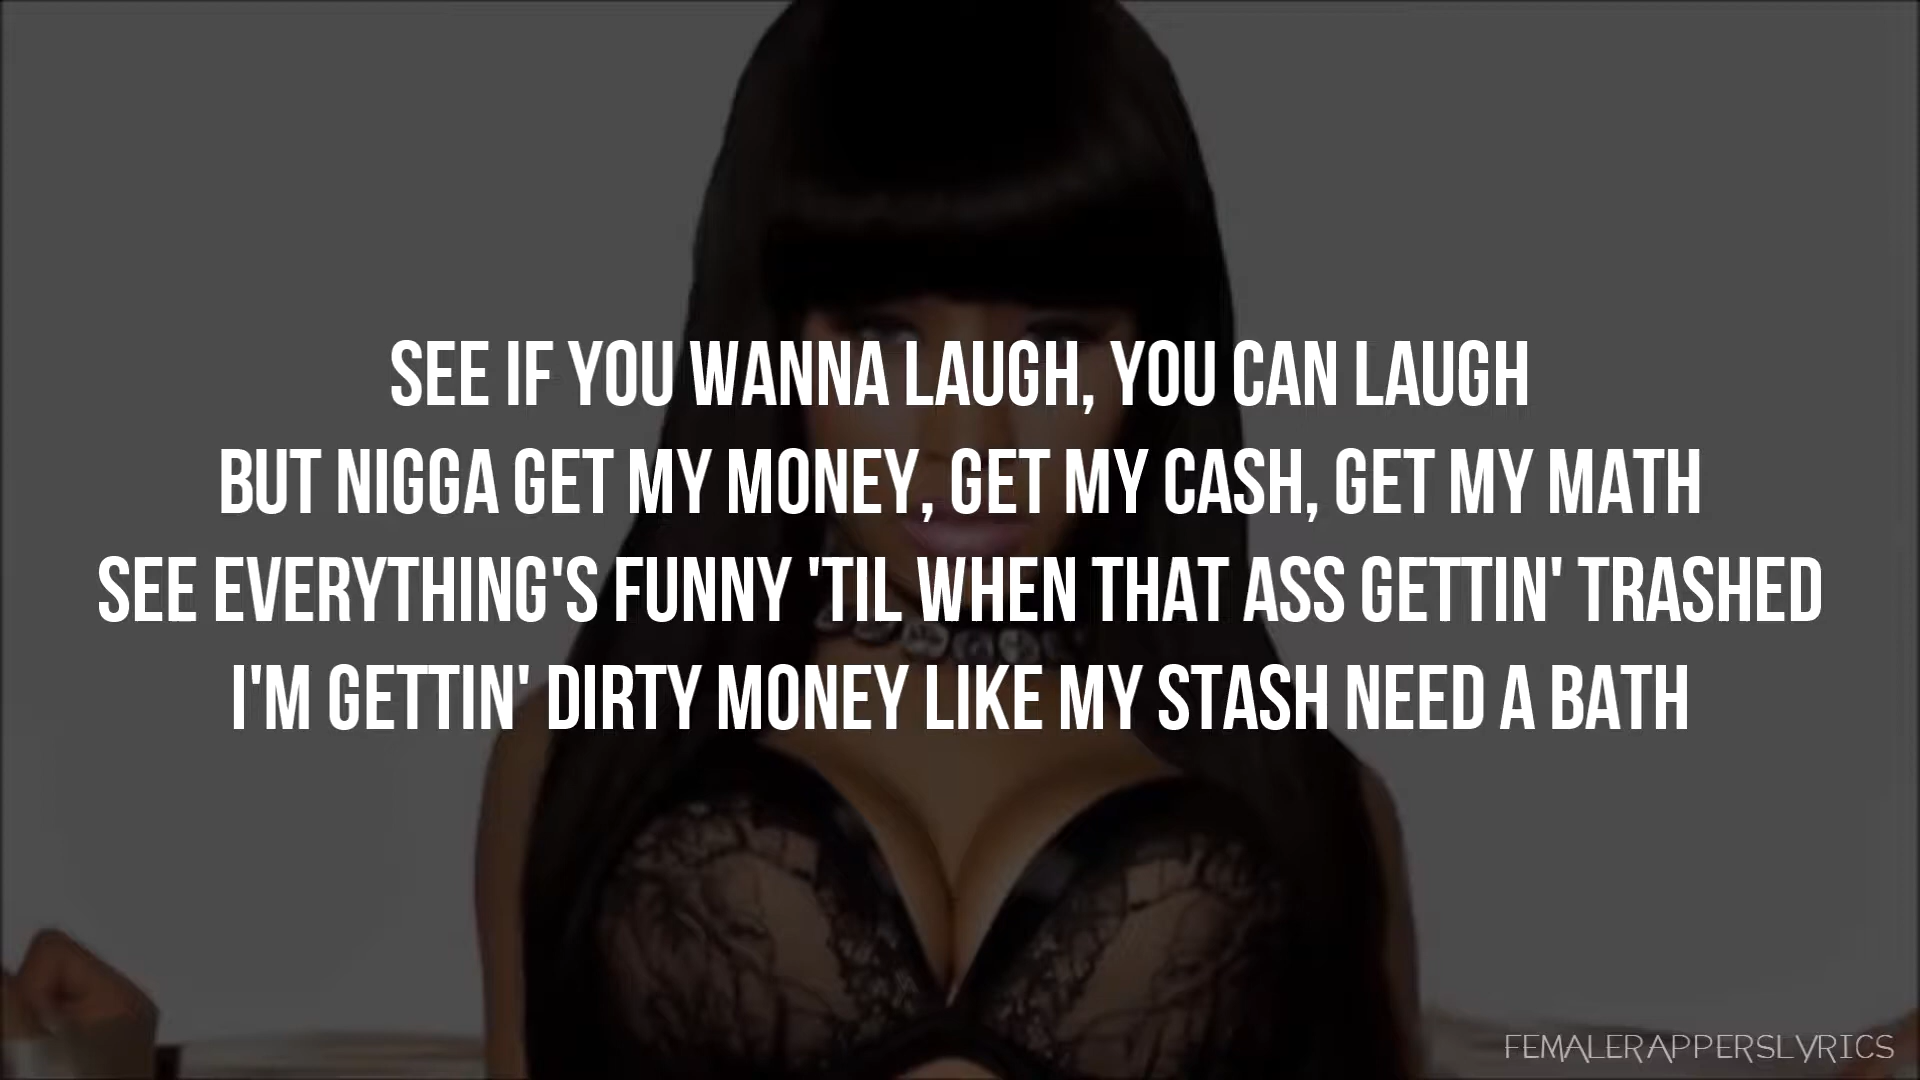 SEE IF YOU WANNA LAUGH, YOU CAN LAUGH
BUT NIGGA GET MY MONEY, GET MY CASH, GET MY MATH
SEE EVERYTHING'S FUNNY 'TIL WHEN THAT ASS GETTIN' TRASHED
I'M GETTIN' DIRTY MONEY LIKE MY STASH NEED A BATH
FEMALERAPPERSLYRICS